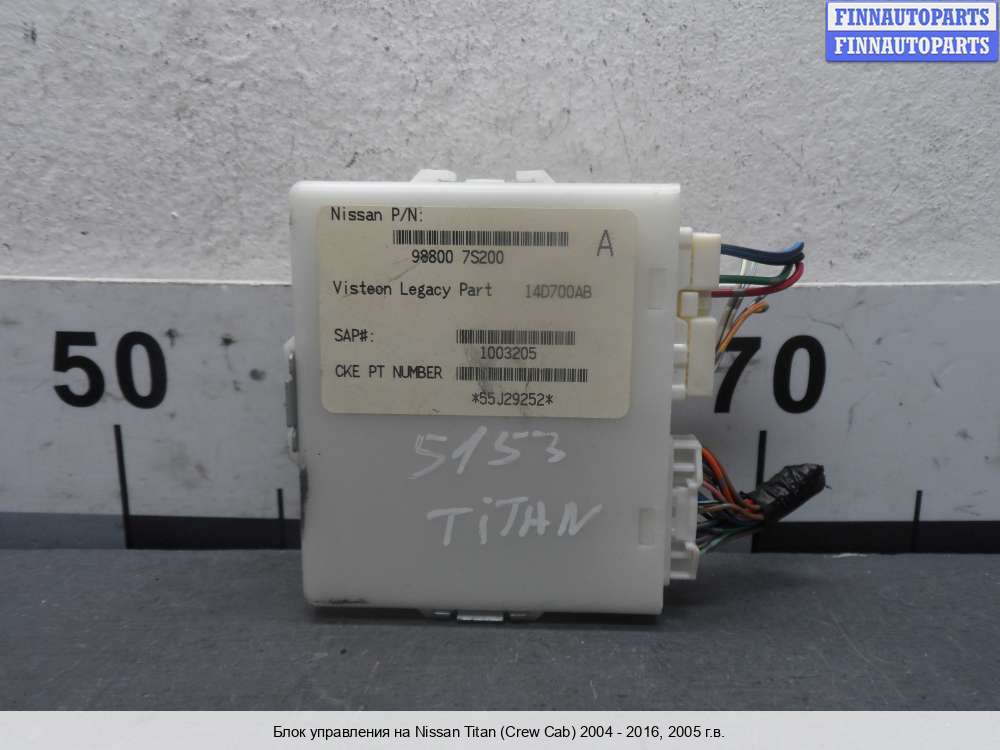 FINNAUTOPARTS
FINNAUTOPARTS
Nissan P/N:
A
98800 7S200
Visteon Legacy Part 14D700AB
SAP#:
1003205
CKE PT NUMBER
*S5J29252*
50
70
5153
TiTAN
Блок управления на Nissan Titan (Crew Cab) 2004 - 2016, 2005 г.в.